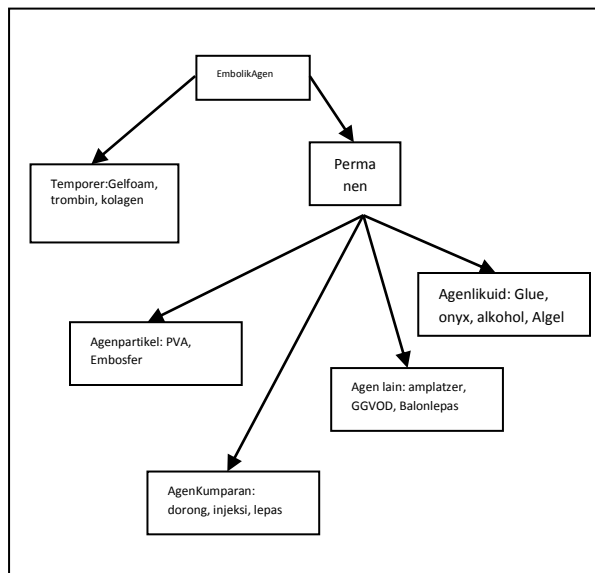 EmbolikAgen
Perma
nen
Temporer:Gelfoam,
trombin, kolagen
Agenlikuid: Glue,
onyx, alkohol, Algel
Agenpartikel: PVA,
Embosfer
Agen lain: amplatzer,
GGVOD, Balonlepas
AgenKumparan:
dorong, injeksi, lepas